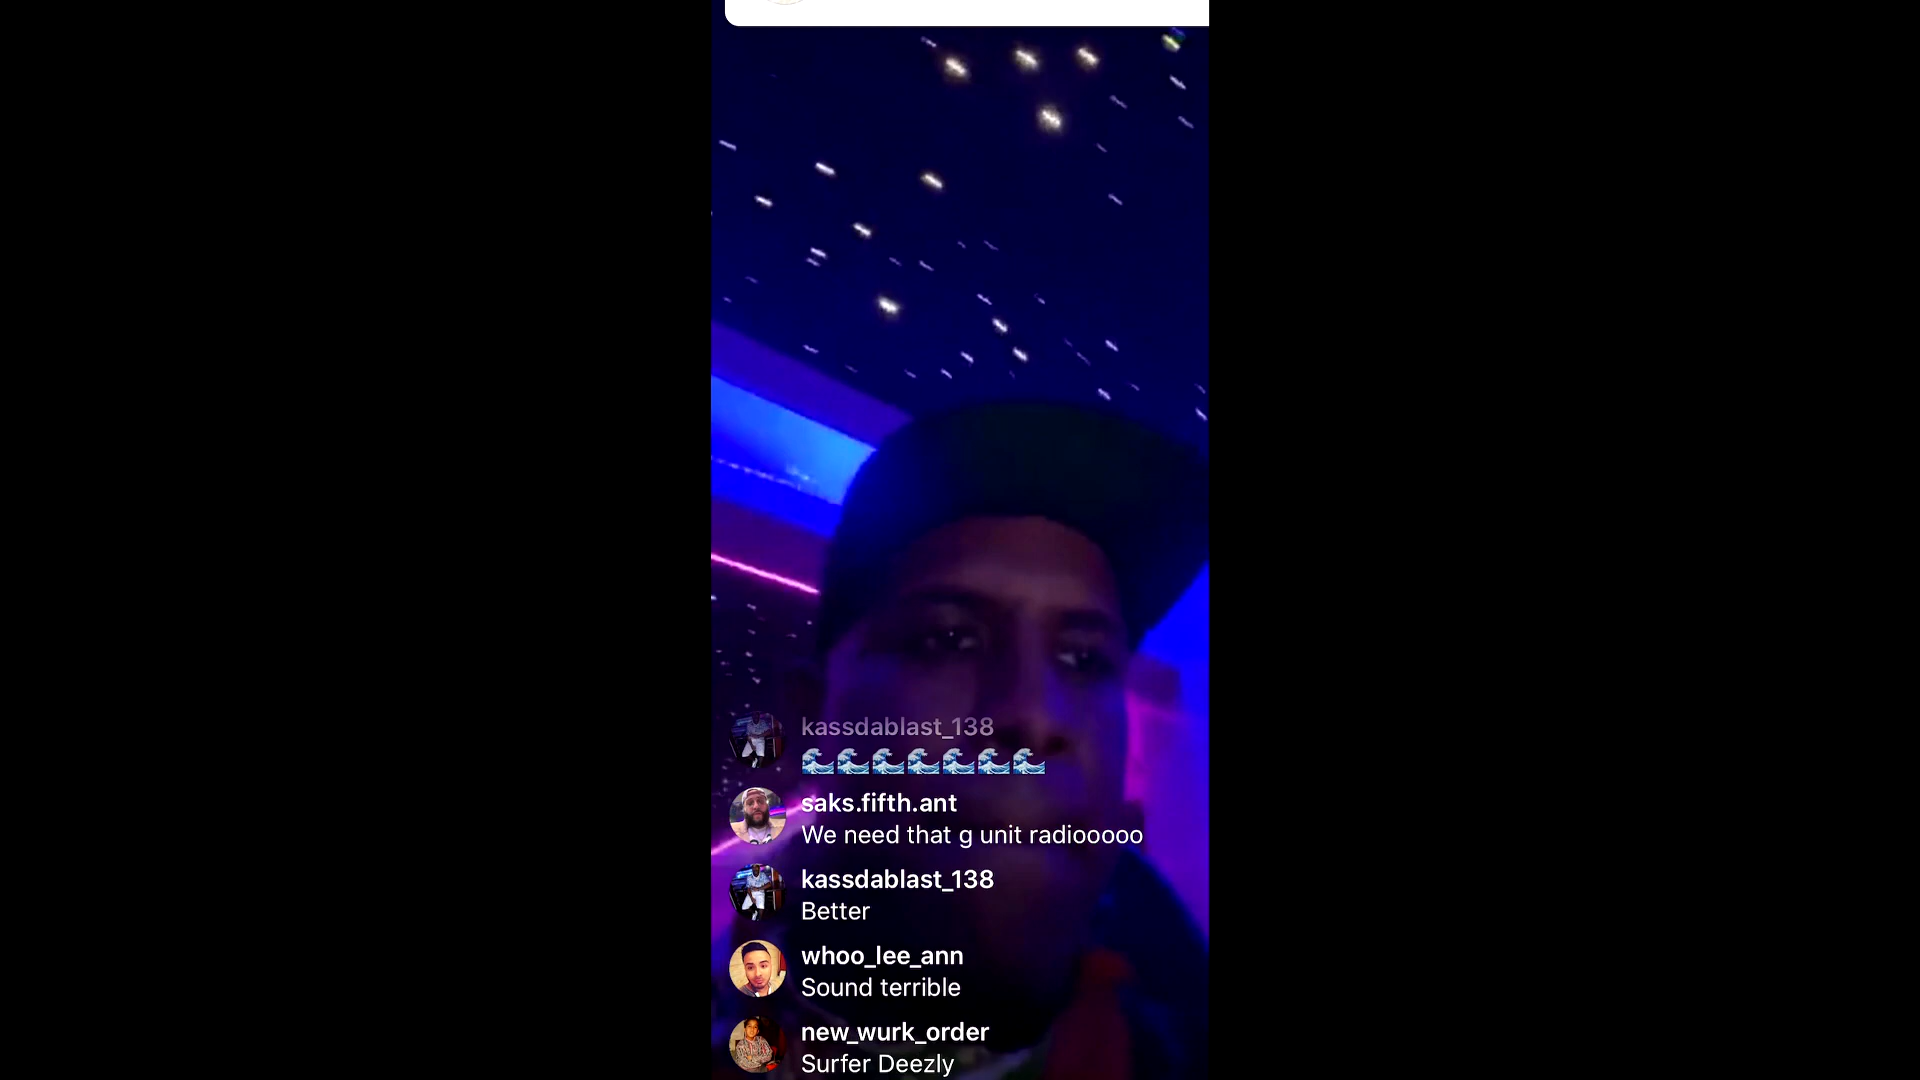 kassdablast_138
🌊🌊🌊🌊🌊🌊🌊
saks.fifth.ant
We need that g unit radiooooo
kassdablast_138
Better
whoo_lee_ann
Sound terrible
new_wurk_order
Surfer Deezly